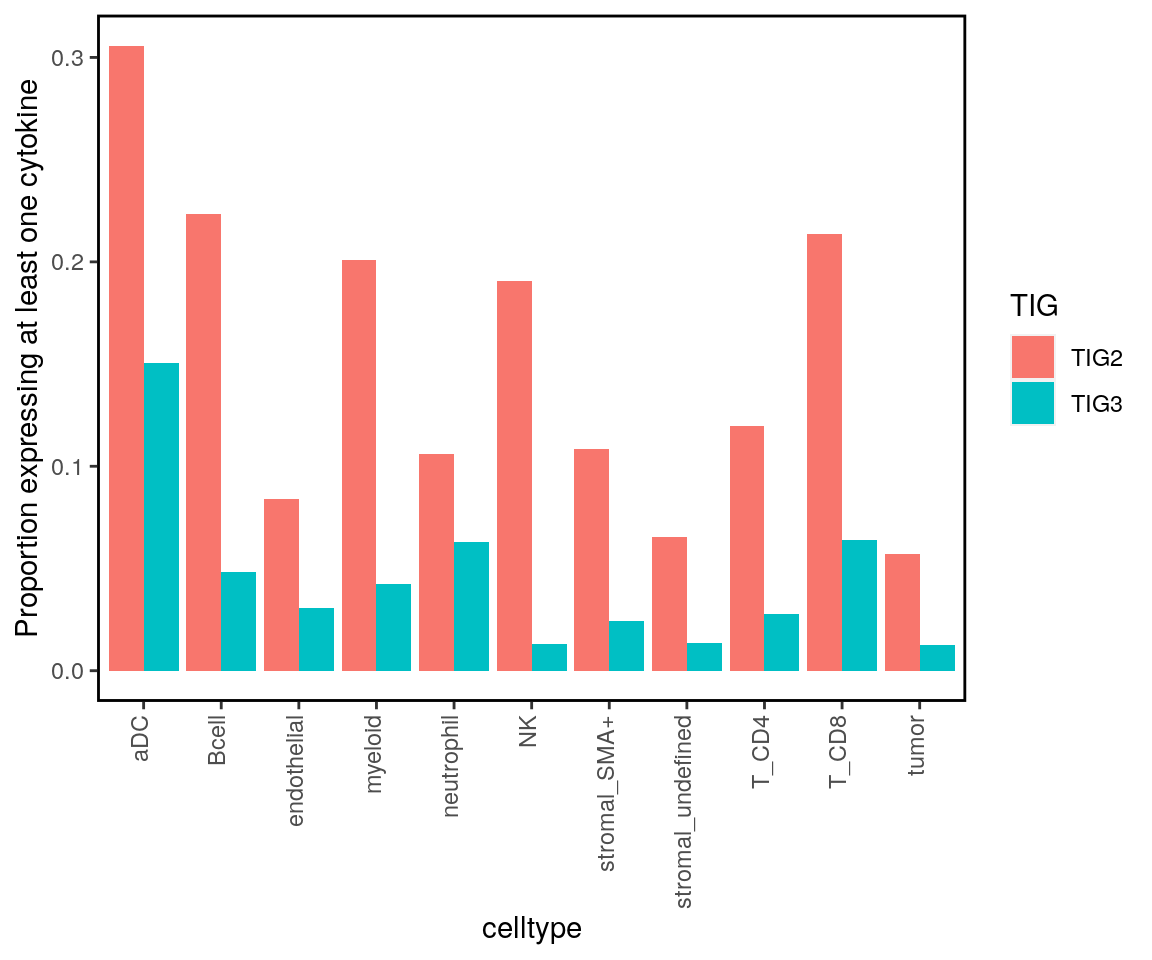 Proportion expressing at least one cytokine
0.3
0.2
0.1
0.0
aDC
Bcell
endothelial
myeloid
neutrophil
NK
stromal_SMA+
stromal_undefined
T_CD4
T_CD8
tumor
celltype
TIG
TIG2
TIG3